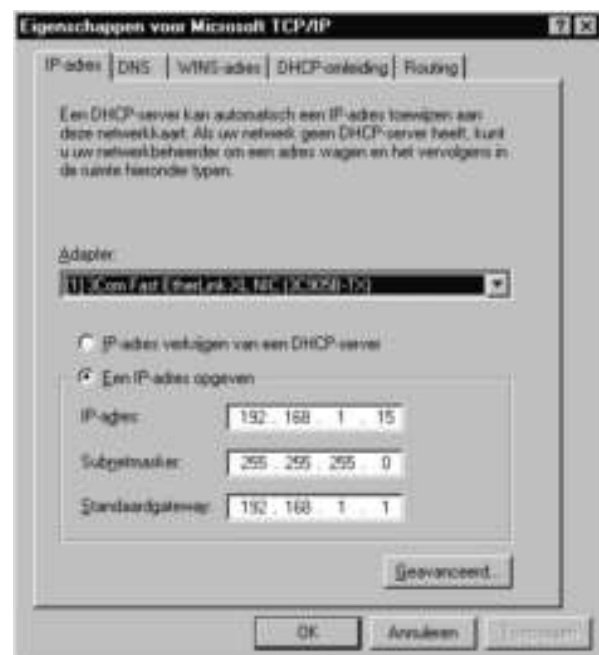 Eigenschappen voor Microsoft TCP/IP
IP-adres DNS WINS-adres DHCP-omleiding Routing
Een DHCP-server kan automatisch een IP-adres toewijzen aan
deze netwerkkaart. Als uw netwerk geen DHCP-server heeft, kunt
u uw netwerkbeheerder om een adres vragen en het vervolgens in
de ruimte hieronder typen.
Adapter:
[1] 3Com Fast EtherLink XL NIC (3C905B-TX)
IP-adres verkrijgen van een DHCP-server
Een IP-adres opgeven
IP-adres: 192 . 168 . 1 . 15
Subnetmasker: 255 . 255 . 255 . 0
Standaardgateway: 192 . 168 . 1 . 1
Geavanceerd...
OK Annuleren Toepassen